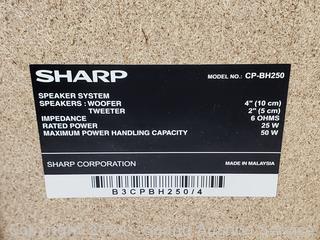 SHARP MODEL NO.: CP-BH250
SPEAKER SYSTEM
SPEAKERS : WOOFER 4" (10 cm)
TWEETER 2" (5 cm)
IMPEDANCE 6 OHMS
RATED POWER 25 W
MAXIMUM POWER HANDLING CAPACITY 50 W
SHARP CORPORATION MADE IN MALAYSIA
B3CPBH250/4